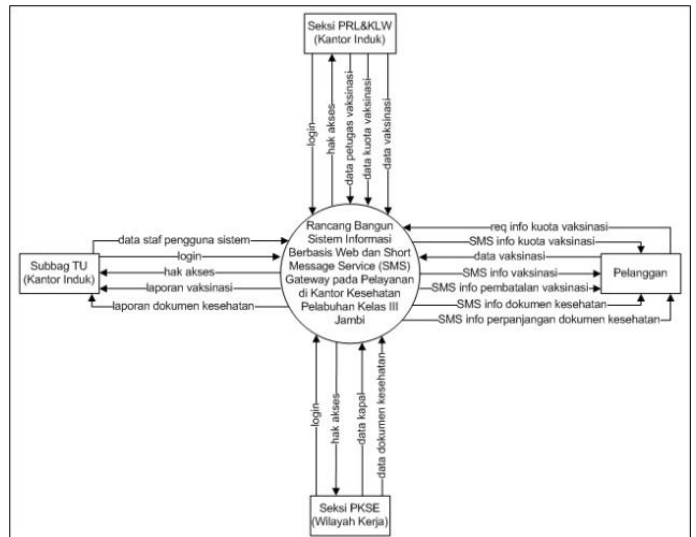 Seksi PRL&KLW
(Kantor Induk)
login
hak akses
data petugas vaksinasi
data kuota vaksinasi
data vaksinasi
Rancang Bangun
Sistem Informasi
Berbasis Web dan Short
Message Service (SMS)
Gateway pada Pelayanan
di Kantor Kesehatan
Pelabuhan Kelas III
Jambi
data staf pengguna sistem
login
hak akses
laporan vaksinasi
laporan dokumen kesehatan
Subbag TU
(Kantor Induk)
req info kuota vaksinasi
SMS info kuota vaksinasi
data vaksinasi
SMS info vaksinasi
SMS info pembatalan vaksinasi
SMS info dokumen kesehatan
SMS info perpanjangan dokumen kesehatan
Pelanggan
login
hak akses
data kapal
data dokumen kesehatan
Seksi PKSE
(Wilayah Kerja)